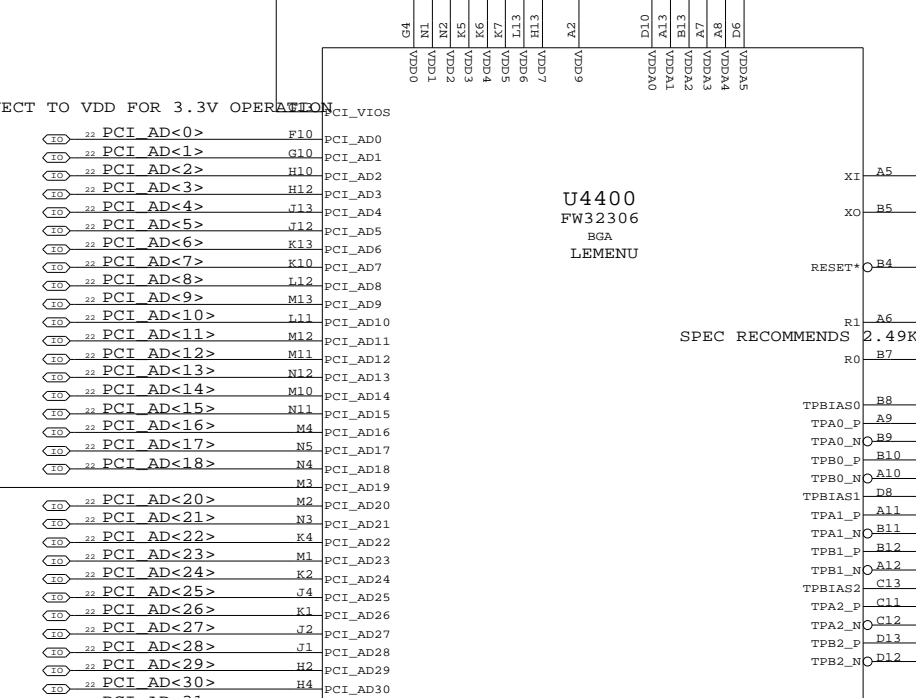 G4 N1 N2 K5 K6 K7 L13 H13 A2 D10 A13 B13 A7 A8 D6
VDD0 VDD1 VDD2 VDD3 VDD4 VDD5 VDD6 VDD7 VDD9 VDDA0 VDDA1 VDDA2 VDDA3 VDDA4 VDDA5
ECT TO VDD FOR 3.3V OPERATION PCI_VIOS
IO 22 PCI_AD<0> F10 PCI_AD0
IO 22 PCI_AD<1> G10 PCI_AD1
IO 22 PCI_AD<2> H10 PCI_AD2
IO 22 PCI_AD<3> H12 PCI_AD3
IO 22 PCI_AD<4> J13 PCI_AD4
IO 22 PCI_AD<5> J12 PCI_AD5
IO 22 PCI_AD<6> K13 PCI_AD6
IO 22 PCI_AD<7> K10 PCI_AD7
IO 22 PCI_AD<8> L12 PCI_AD8
IO 22 PCI_AD<9> M13 PCI_AD9
IO 22 PCI_AD<10> L11 PCI_AD10
IO 22 PCI_AD<11> M12 PCI_AD11
IO 22 PCI_AD<12> M11 PCI_AD12
IO 22 PCI_AD<13> N12 PCI_AD13
IO 22 PCI_AD<14> M10 PCI_AD14
IO 22 PCI_AD<15> N11 PCI_AD15
IO 22 PCI_AD<16> M4 PCI_AD16
IO 22 PCI_AD<17> N5 PCI_AD17
IO 22 PCI_AD<18> N4 PCI_AD18
M3 PCI_AD19
IO 22 PCI_AD<20> M2 PCI_AD20
IO 22 PCI_AD<21> N3 PCI_AD21
IO 22 PCI_AD<22> K4 PCI_AD22
IO 22 PCI_AD<23> M1 PCI_AD23
IO 22 PCI_AD<24> K2 PCI_AD24
IO 22 PCI_AD<25> J4 PCI_AD25
IO 22 PCI_AD<26> K1 PCI_AD26
IO 22 PCI_AD<27> J2 PCI_AD27
IO 22 PCI_AD<28> J1 PCI_AD28
IO 22 PCI_AD<29> H2 PCI_AD29
IO 22 PCI_AD<30> H4 PCI_AD30
U4400
FW32306
BGA
LEMENU
XI A5
XO B5
RESET* B4
R1 A6
SPEC RECOMMENDS 2.49K
R0 B7
TPBIAS0 B8
TPA0_P A9
TPA0_N B9
TPB0_P B10
TPB0_N A10
TPBIAS1 D8
TPA1_P A11
TPA1_N B11
TPB1_P B12
TPB1_N A12
TPBIAS2 C13
TPA2_P C11
TPA2_N C12
TPB2_P D13
TPB2_N D12